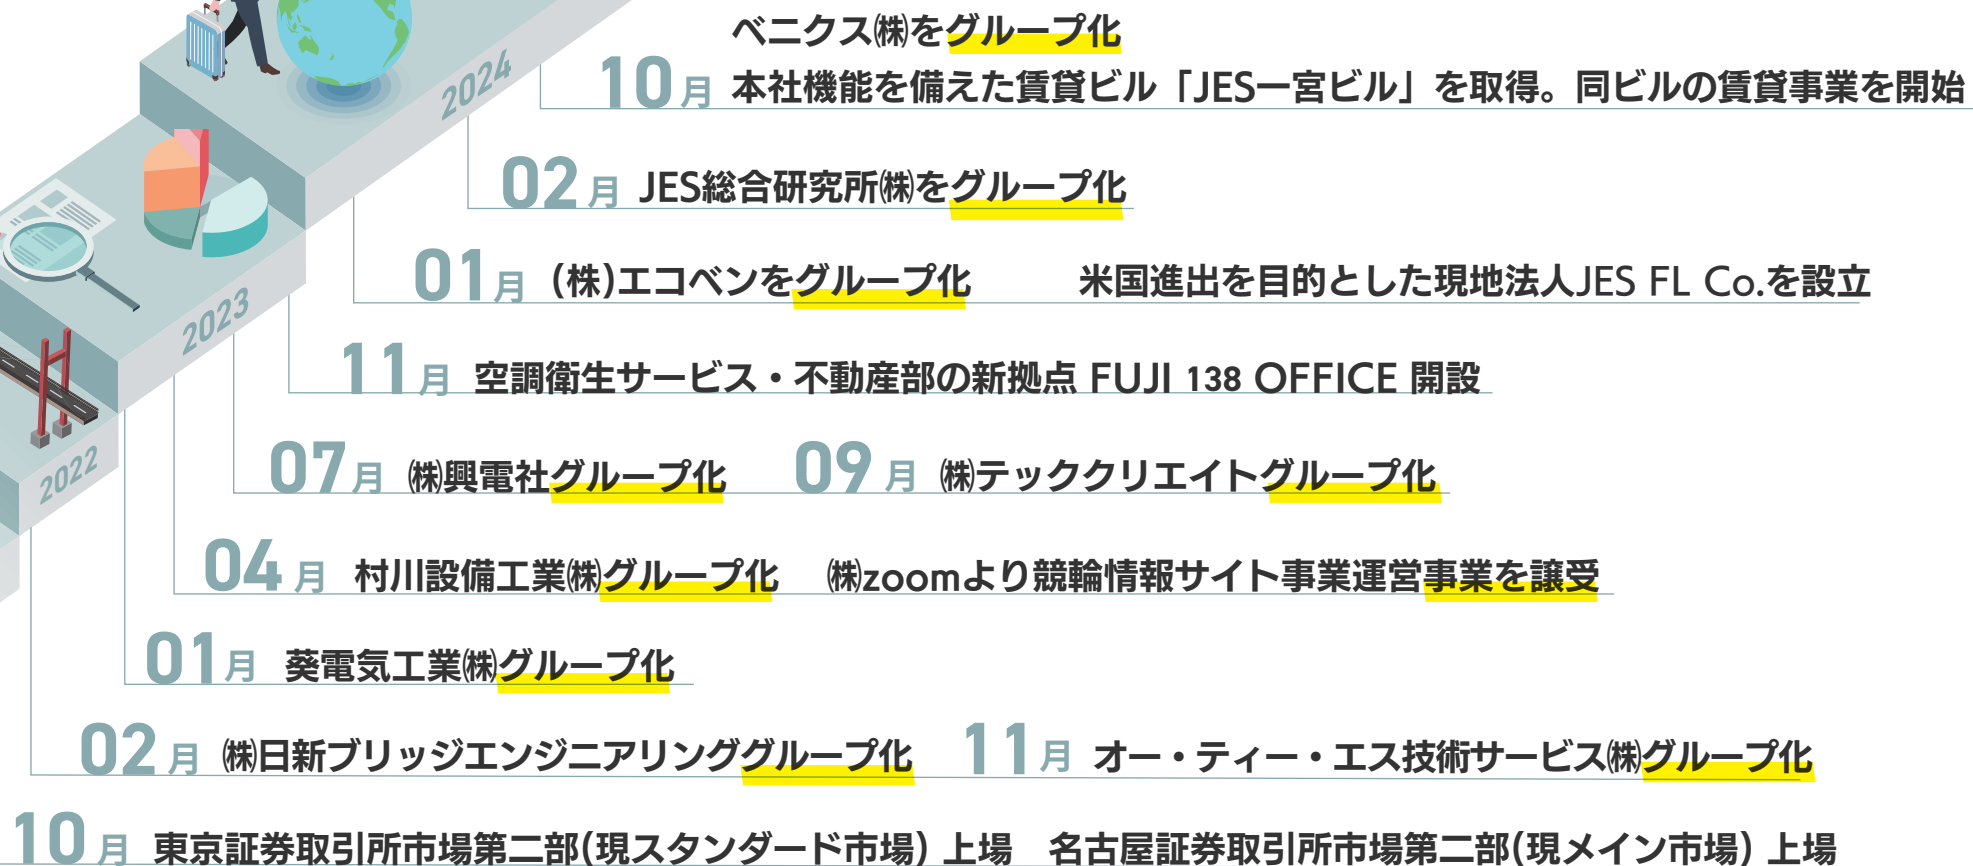 ベニクス㈱をグループ化
10月 本社機能を備えた賃貸ビル「JES一宮ビル」を取得。同ビルの賃貸事業を開始
2024
02月 JES総合研究所㈱をグループ化
01月 (株)エコベンをグループ化 米国進出を目的とした現地法人JES FL Co.を設立
2023
11月 空調衛生サービス・不動産部の新拠点 FUJI 138 OFFICE 開設
07月 ㈱興電社グループ化 09月 ㈱テッククリエイトグループ化
2022
04月 村川設備工業㈱グループ化 ㈱zoomより競輪情報サイト事業運営事業を譲受
01月 葵電気工業㈱グループ化
02月 ㈱日新ブリッジエンジニアリンググループ化 11月 オー・ティー・エス技術サービス㈱グループ化
10月 東京証券取引所市場第二部(現スタンダード市場) 上場 名古屋証券取引所市場第二部(現メイン市場) 上場